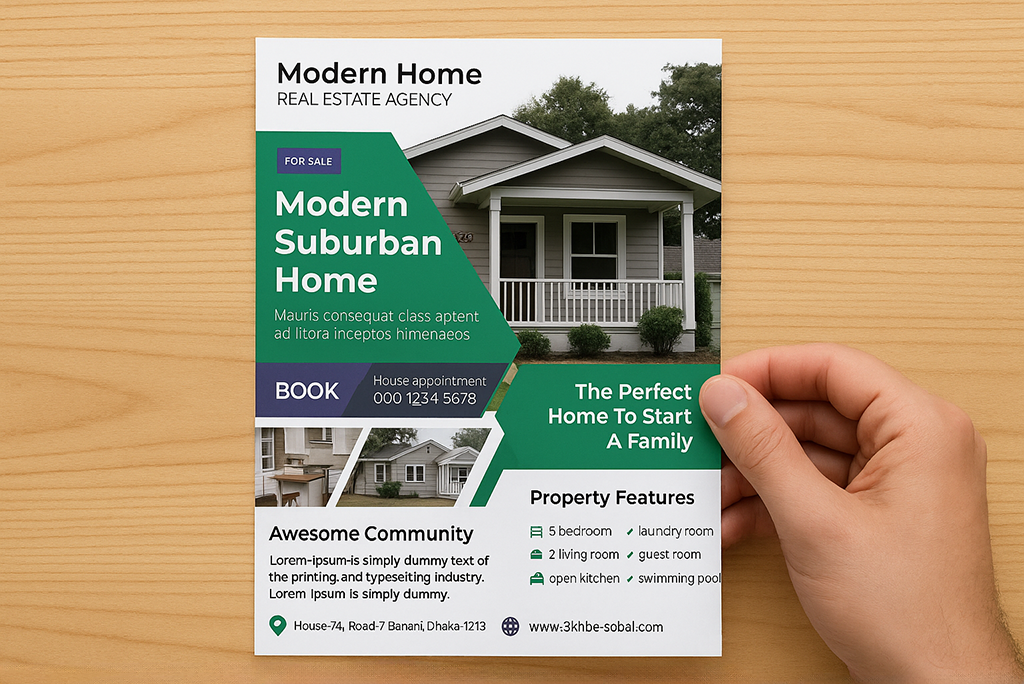 Modern Home
REAL ESTATE AGENCY
FOR SALE
Modern
Suburban
Home
Mauris consequat class aptent
ad litora inceptos himenaeos
BOOK
House appointment
000 1234 5678
The Perfect
Home To Start
A Family
Property Features
5 bedroom
laundry room
2 living room
guest room
open kitchen
swimming pool
Awesome Community
Lorem-ipsum-is simply dummy text of
the printing.and typeseiting industry.
Lorem Ipsum is simply dummy.
House-74, Road-7 Banani, Dhaka-1213
www.:3khbe-sobal.:com